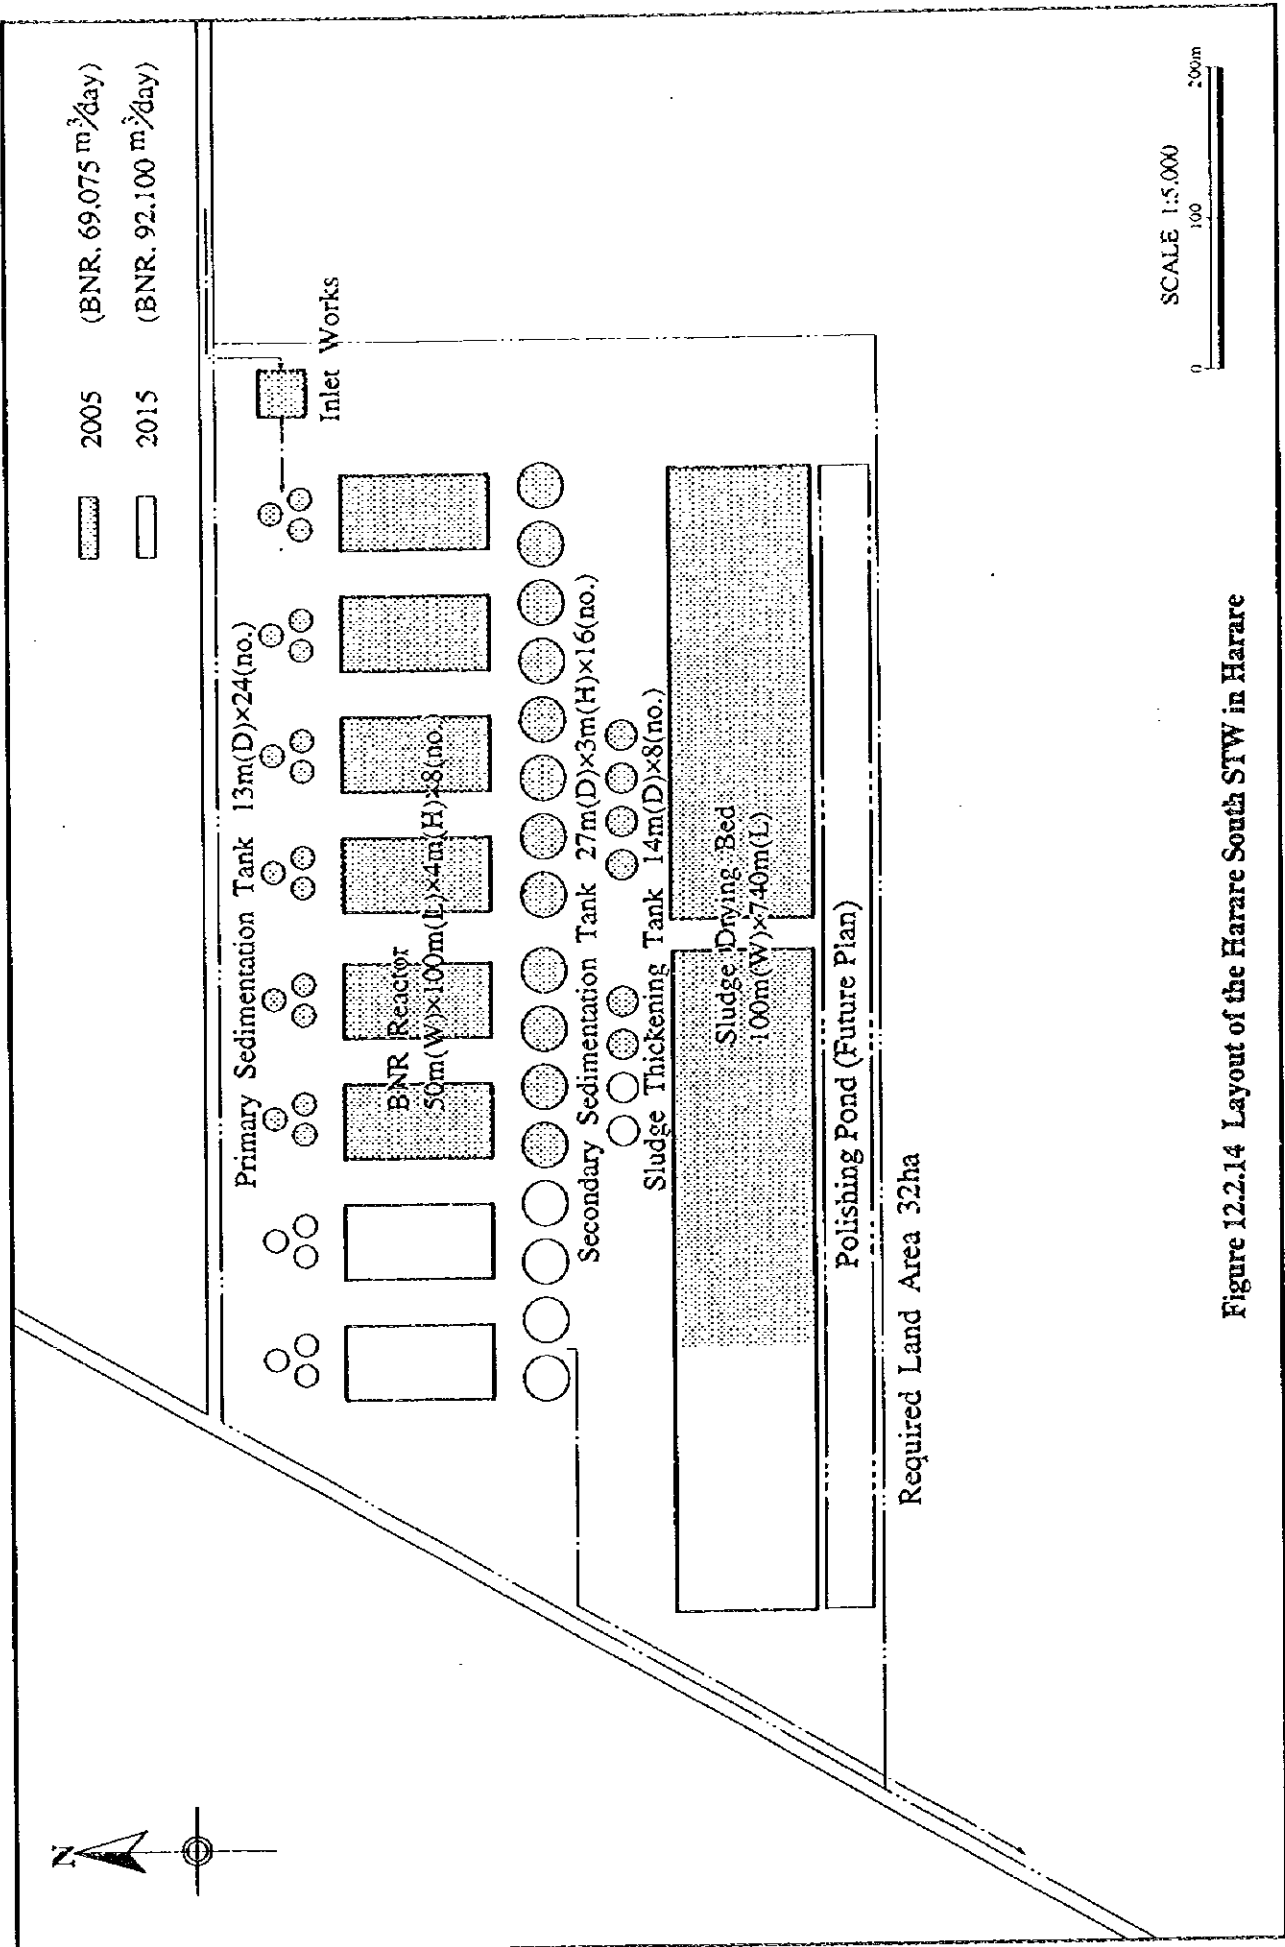 2005 (BNR. 69.075 m³/day)
2015 (BNR. 92.100 m³/day)
N
Primary Sedimentation Tank 13m(D)×24(no.)
Inlet Works
BNR Reactor
50m(W)×100m(L)×4m(H)×8(no.)
Secondary Sedimentation Tank 27m(D)×3m(H)×16(no.)
Sludge Thickening Tank 14m(D)×8(no.)
Sludge Drying Bed
100m(W)×740m(L)
Polishing Pond (Future Plan)
Required Land Area 32ha
SCALE 1:5.000
0 100 200m
Figure 12.2.14 Layout of the Harare South STW in Harare